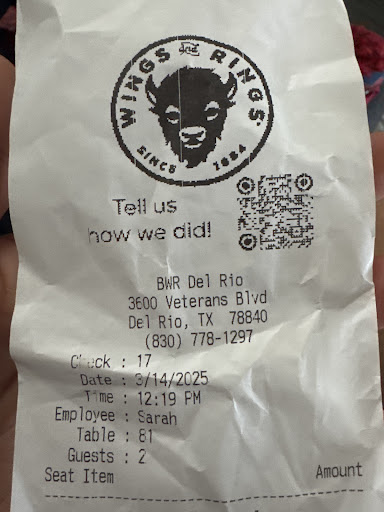 WINGS and RINGS
SINCE 1984
Tell us
how we did!
BWR Del Rio
3600 Veterans Blvd
Del Rio, TX 78840
(830) 778-1297
Check : 17
Date : 3/14/2025
Time : 12:19 PM
Employee : Sarah
Table : 81
Guests : 2
Seat Item Amount